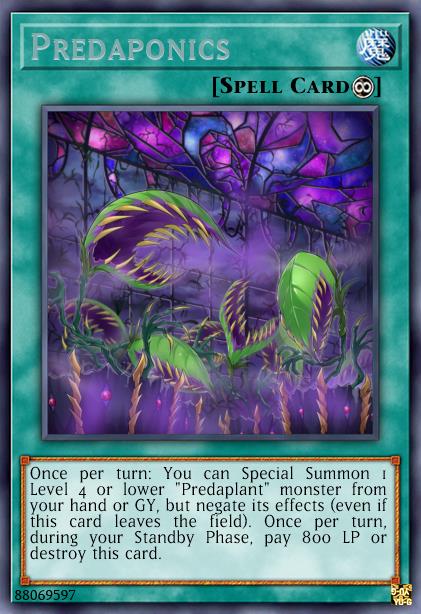 Predaponics
[Spell Card]
Once per turn: You can Special Summon 1
Level 4 or lower "Predaplant" monster from
your hand or GY, but negate its effects (even if
this card leaves the field). Once per turn,
during your Standby Phase, pay 800 LP or
destroy this card.
88069597